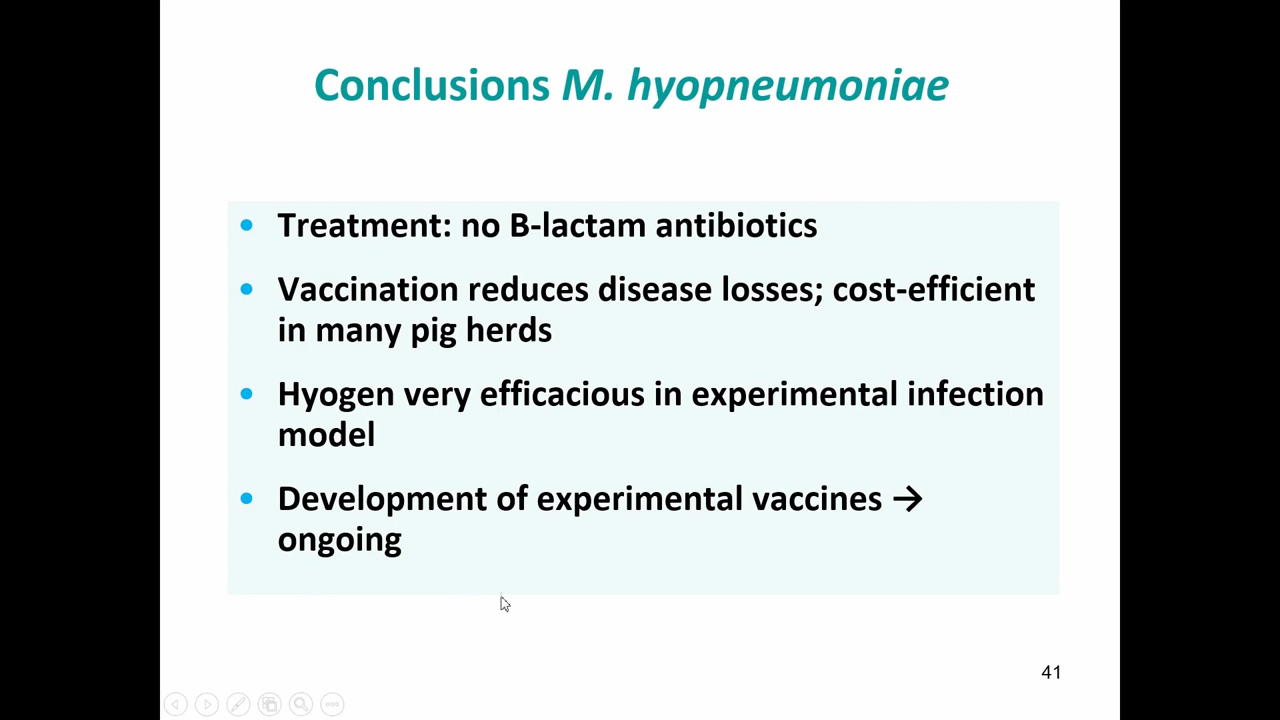 Conclusions M. hyopneumoniae
• Treatment: no B-lactam antibiotics
• Vaccination reduces disease losses; cost-efficient
in many pig herds
• Hyogen very efficacious in experimental infection
model
• Development of experimental vaccines →
ongoing
41